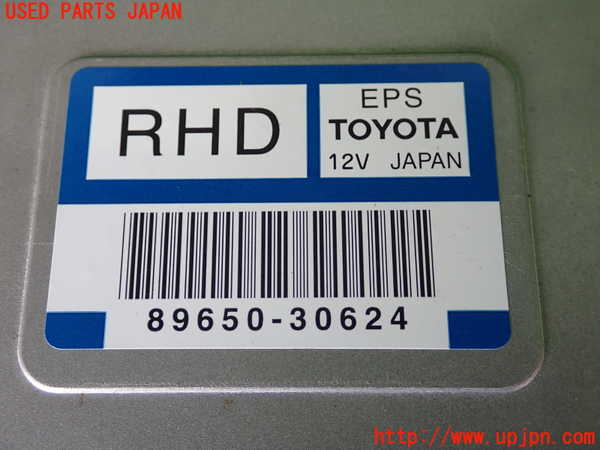 USED PARTS JAPAN
RHD
EPS
TOYOTA
12V JAPAN
89650-30624
http://www.upjpn.com/